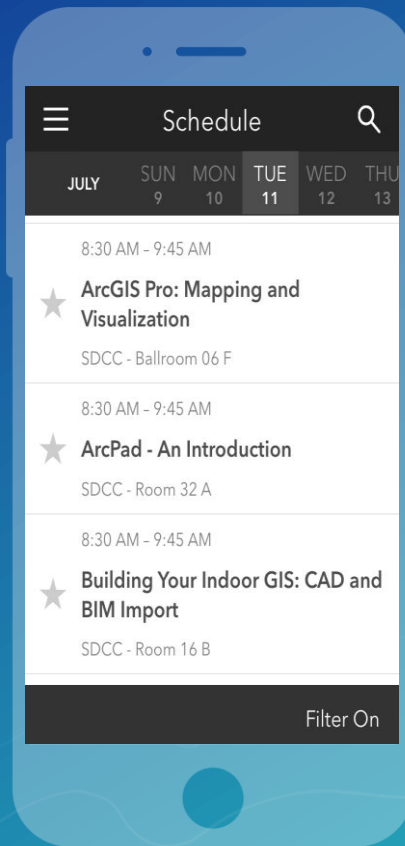 Schedule
JULY SUN MON TUE WED THU
9 10 11 12 13
8:30 AM – 9:45 AM
ArcGIS Pro: Mapping and
Visualization
SDCC - Ballroom 06 F
8:30 AM – 9:45 AM
ArcPad - An Introduction
SDCC - Room 32 A
8:30 AM – 9:45 AM
Building Your Indoor GIS: CAD and
BIM Import
SDCC - Room 16 B
Filter On